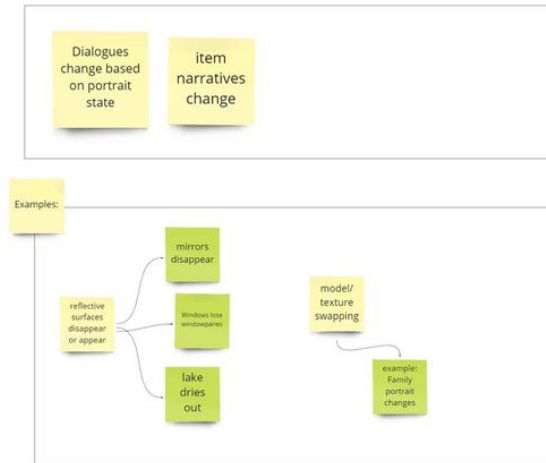 Dialogues
change based
on portrait
state
item
narratives
change
Examples:
reflective
surfaces
disappear
or appear
mirrors
disappear
Windows lose
windowpanes
lake
dries
out
model/
texture
swapping
example:
Family
portrait
changes